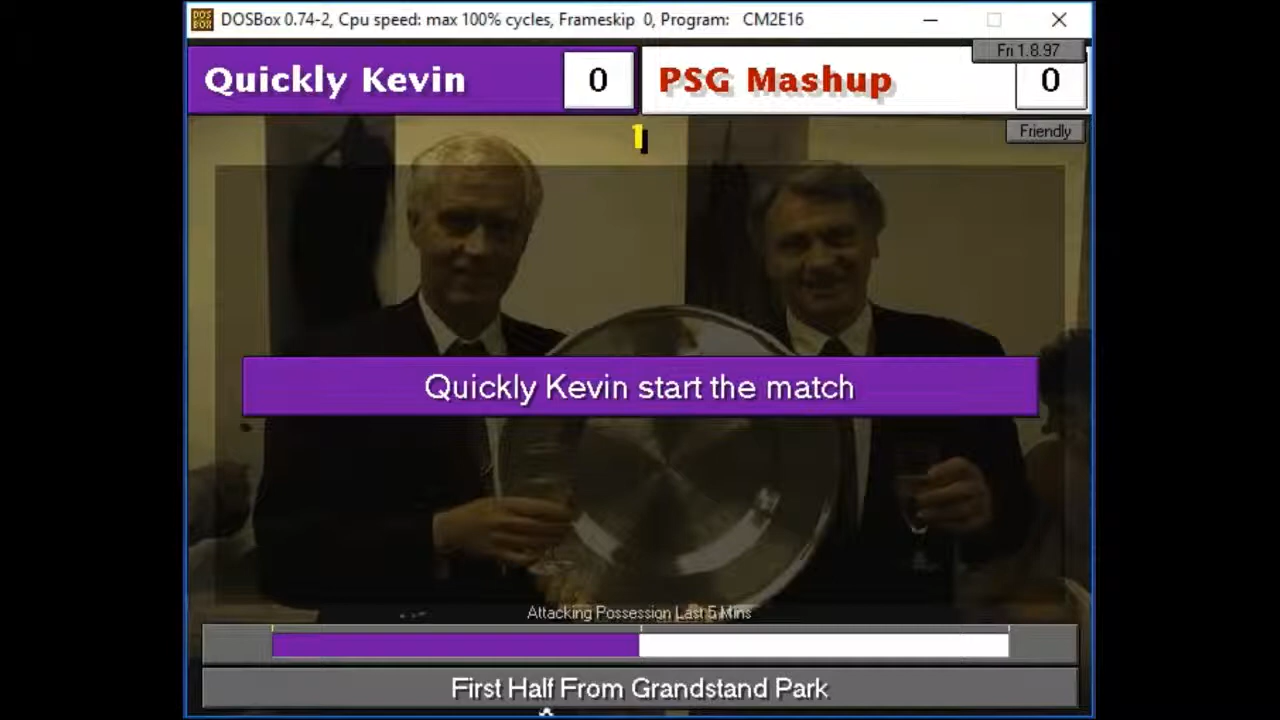 DOSBox 0.74-2, Cpu speed: max 100% cycles, Frameskip 0, Program: CM2E16
Fri 1.8.97
Quickly Kevin 0 PSG Mashup 0
1
Friendly
Quickly Kevin start the match
Attacking Possession Last 5 Mins
First Half From Grandstand Park